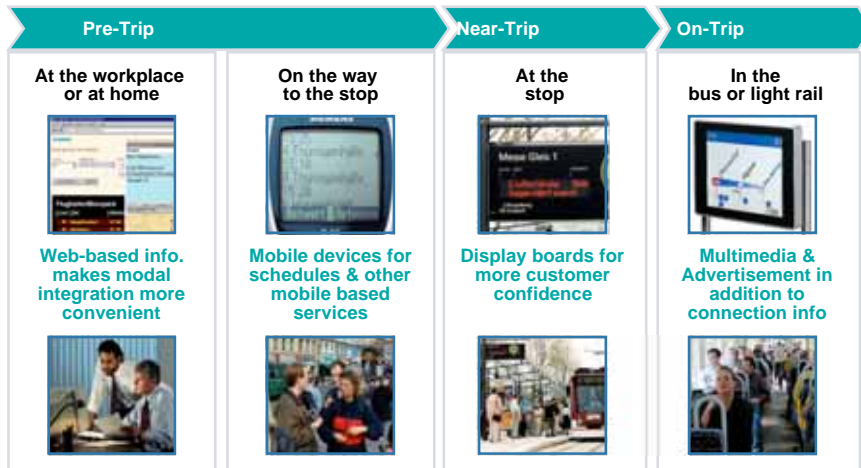 Pre-Trip
Near-Trip
On-Trip
At the workplace
or at home
On the way
to the stop
At the
stop
In the
bus or light rail
Messe Gleis 1
Web-based info.
makes modal
integration more
convenient
Mobile devices for
schedules & other
mobile based
services
Display boards for
more customer
confidence
Multimedia &
Advertisement in
addition to
connection info